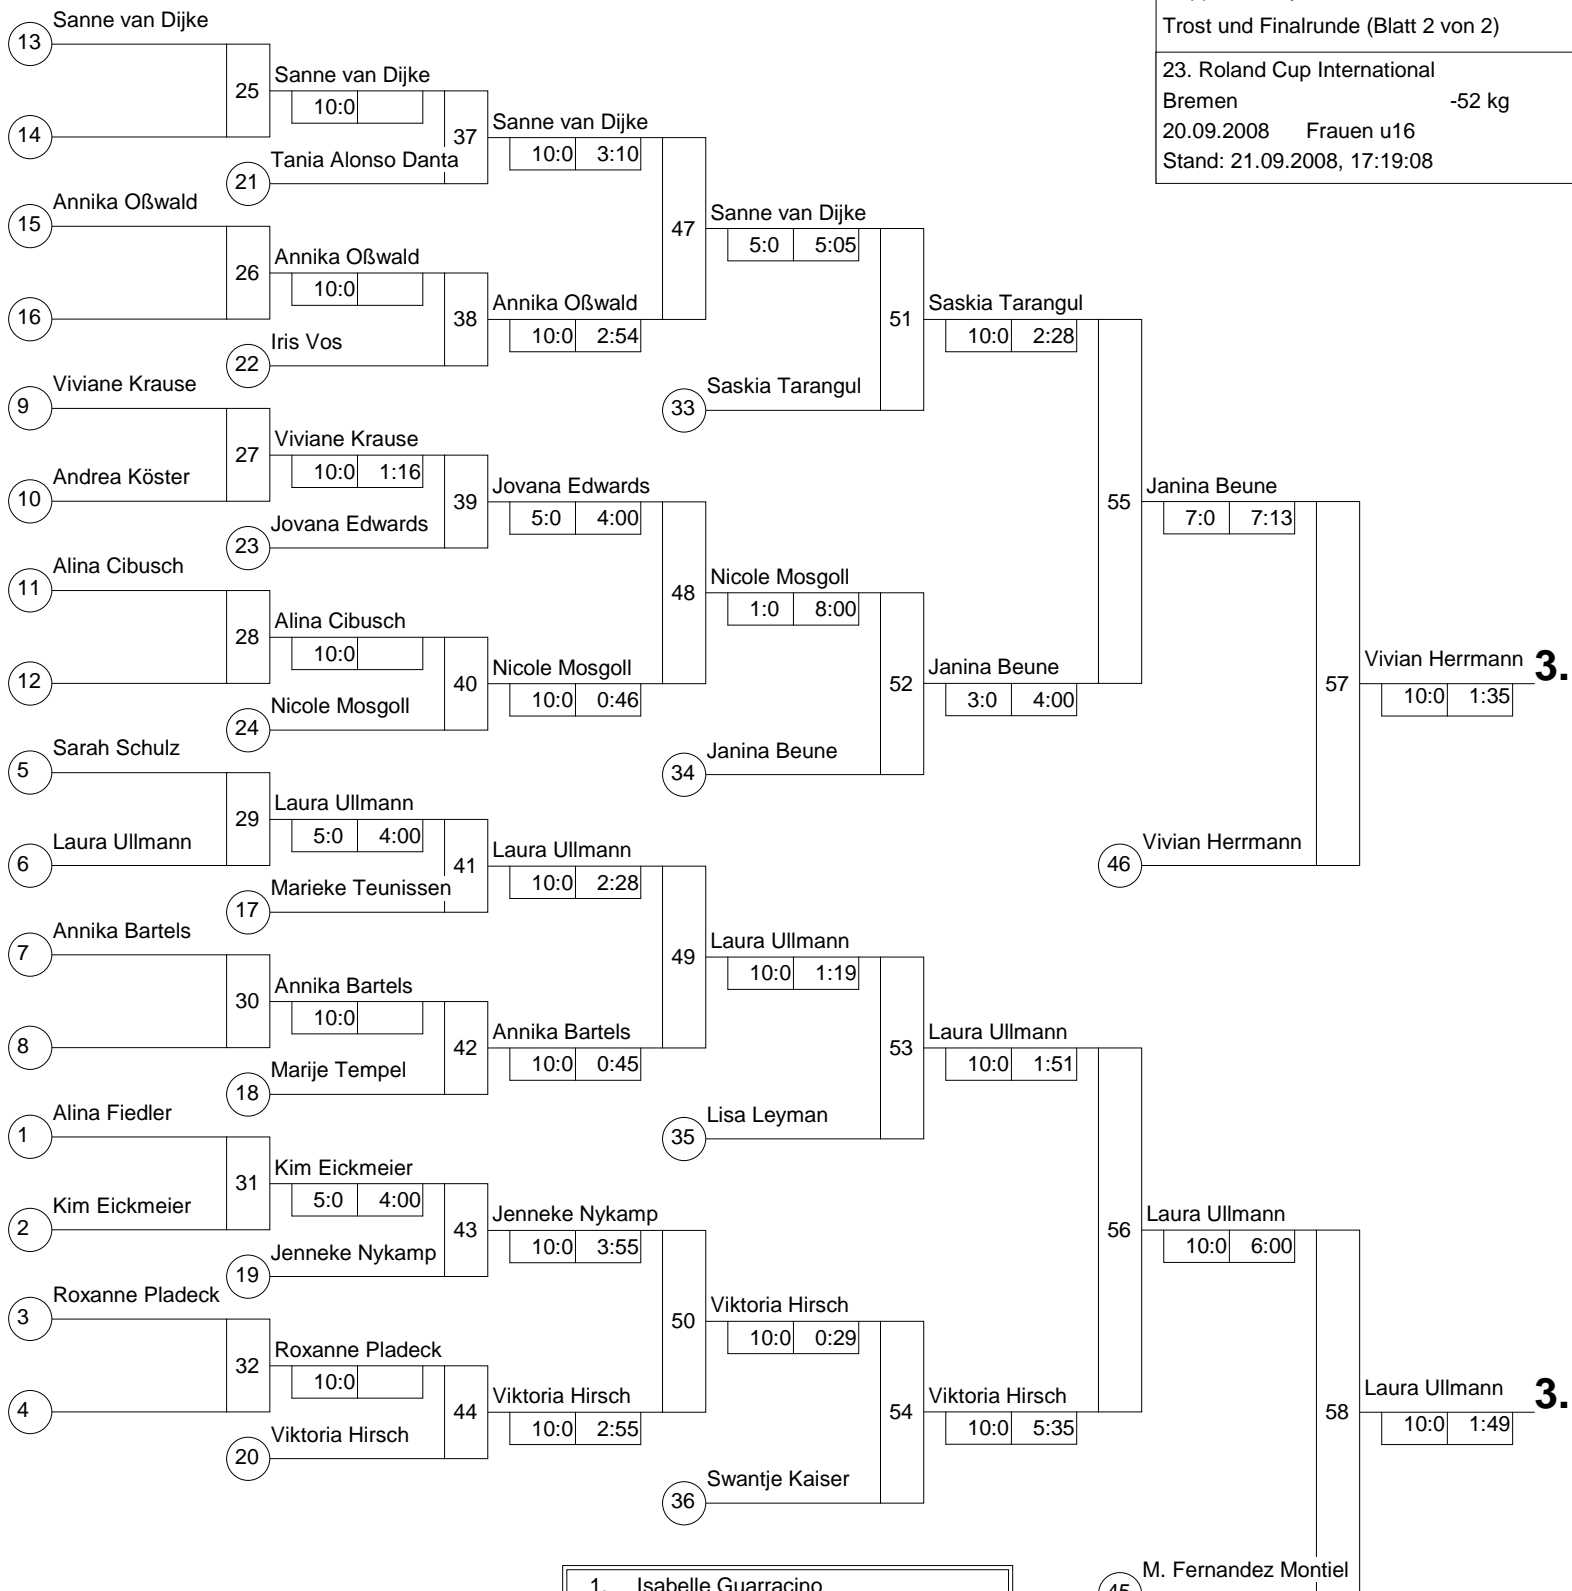 Trost und Finalrunde (Blatt 2 von 2)
23. Roland Cup International
Bremen -52 kg
20.09.2008 Frauen u16
Stand: 21.09.2008, 17:19:08
13 Sanne van Dijke
14
25 Sanne van Dijke
10:0
21 Tania Alonso Danta
37 Sanne van Dijke
10:0 3:10
15 Annika Oßwald
16
26 Annika Oßwald
10:0
22 Iris Vos
38 Annika Oßwald
10:0 2:54
47 Sanne van Dijke
5:0 5:05
33 Saskia Tarangul
51 Saskia Tarangul
10:0 2:28
9 Viviane Krause
10 Andrea Köster
27 Viviane Krause
10:0 1:16
23 Jovana Edwards
39 Jovana Edwards
5:0 4:00
11 Alina Cibusch
12
28 Alina Cibusch
10:0
24 Nicole Mosgoll
40 Nicole Mosgoll
10:0 0:46
48 Nicole Mosgoll
1:0 8:00
34 Janina Beune
52 Janina Beune
3:0 4:00
55 Janina Beune
7:0 7:13
46 Vivian Herrmann
57 Vivian Herrmann 3.
10:0 1:35
5 Sarah Schulz
6 Laura Ullmann
29 Laura Ullmann
5:0 4:00
17 Marieke Teunissen
41 Laura Ullmann
10:0 2:28
7 Annika Bartels
8
30 Annika Bartels
10:0
18 Marije Tempel
42 Annika Bartels
10:0 0:45
49 Laura Ullmann
10:0 1:19
35 Lisa Leyman
53 Laura Ullmann
10:0 1:51
1 Alina Fiedler
2 Kim Eickmeier
31 Kim Eickmeier
5:0 4:00
19 Jenneke Nykamp
43 Jenneke Nykamp
10:0 3:55
3 Roxanne Pladeck
4
32 Roxanne Pladeck
10:0
20 Viktoria Hirsch
44 Viktoria Hirsch
10:0 2:55
50 Viktoria Hirsch
10:0 0:29
36 Swantje Kaiser
54 Viktoria Hirsch
10:0 5:35
56 Laura Ullmann
10:0 6:00
45 M. Fernandez Montiel
58 Laura Ullmann 3.
10:0 1:49
1. Isabelle Guarracino